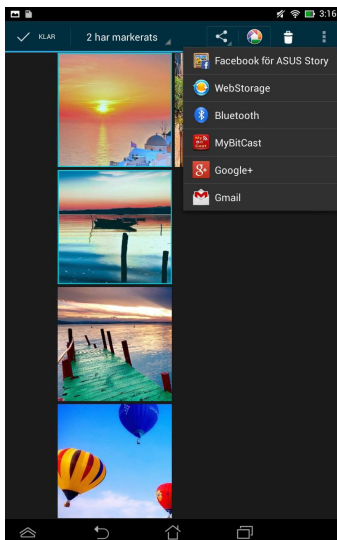 3:16
KLAR
2 har markerats
Facebook för ASUS Story
WebStorage
Bluetooth
MyBitCast
Google+
Gmail